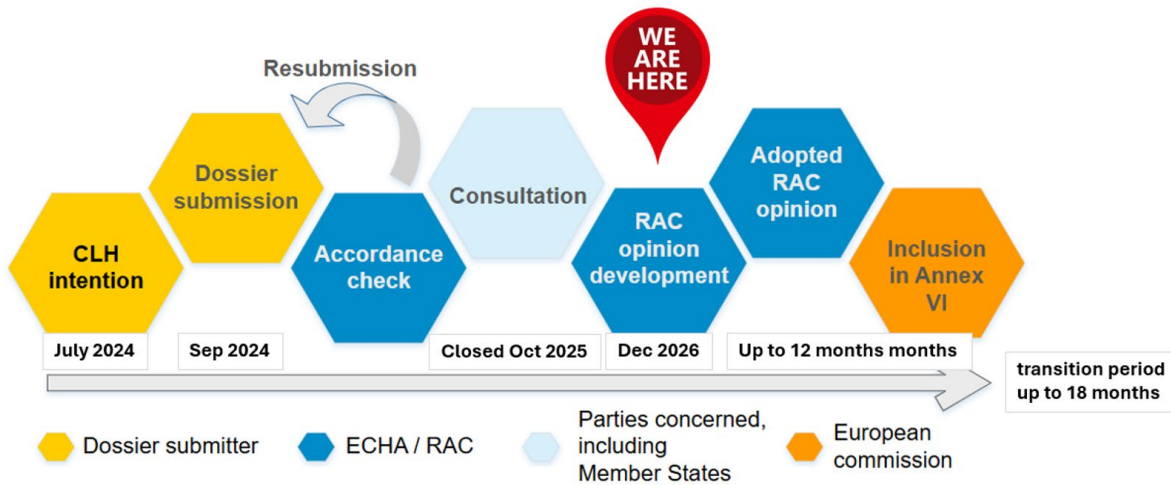 WE
ARE
HERE
Resubmission
CLH
intention
Dossier
submission
Accordance
check
Consultation
RAC
opinion
development
Adopted
RAC
opinion
Inclusion
in Annex
VI
July 2024
Sep 2024
Closed Oct 2025
Dec 2026
Up to 12 months months
transition period
up to 18 months
Dossier submitter
ECHA / RAC
Parties concerned,
including
Member States
European
commission